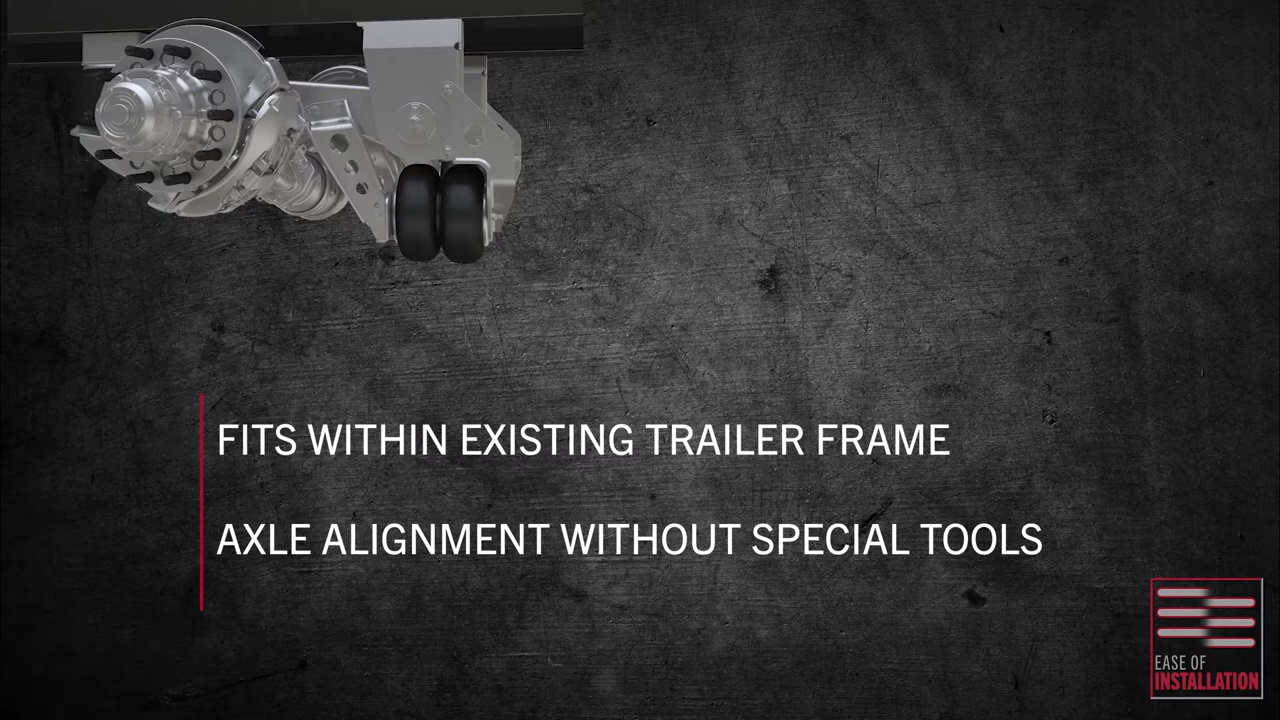 FITS WITHIN EXISTING TRAILER FRAME
AXLE ALIGNMENT WITHOUT SPECIAL TOOLS
EASE OF
INSTALLATION